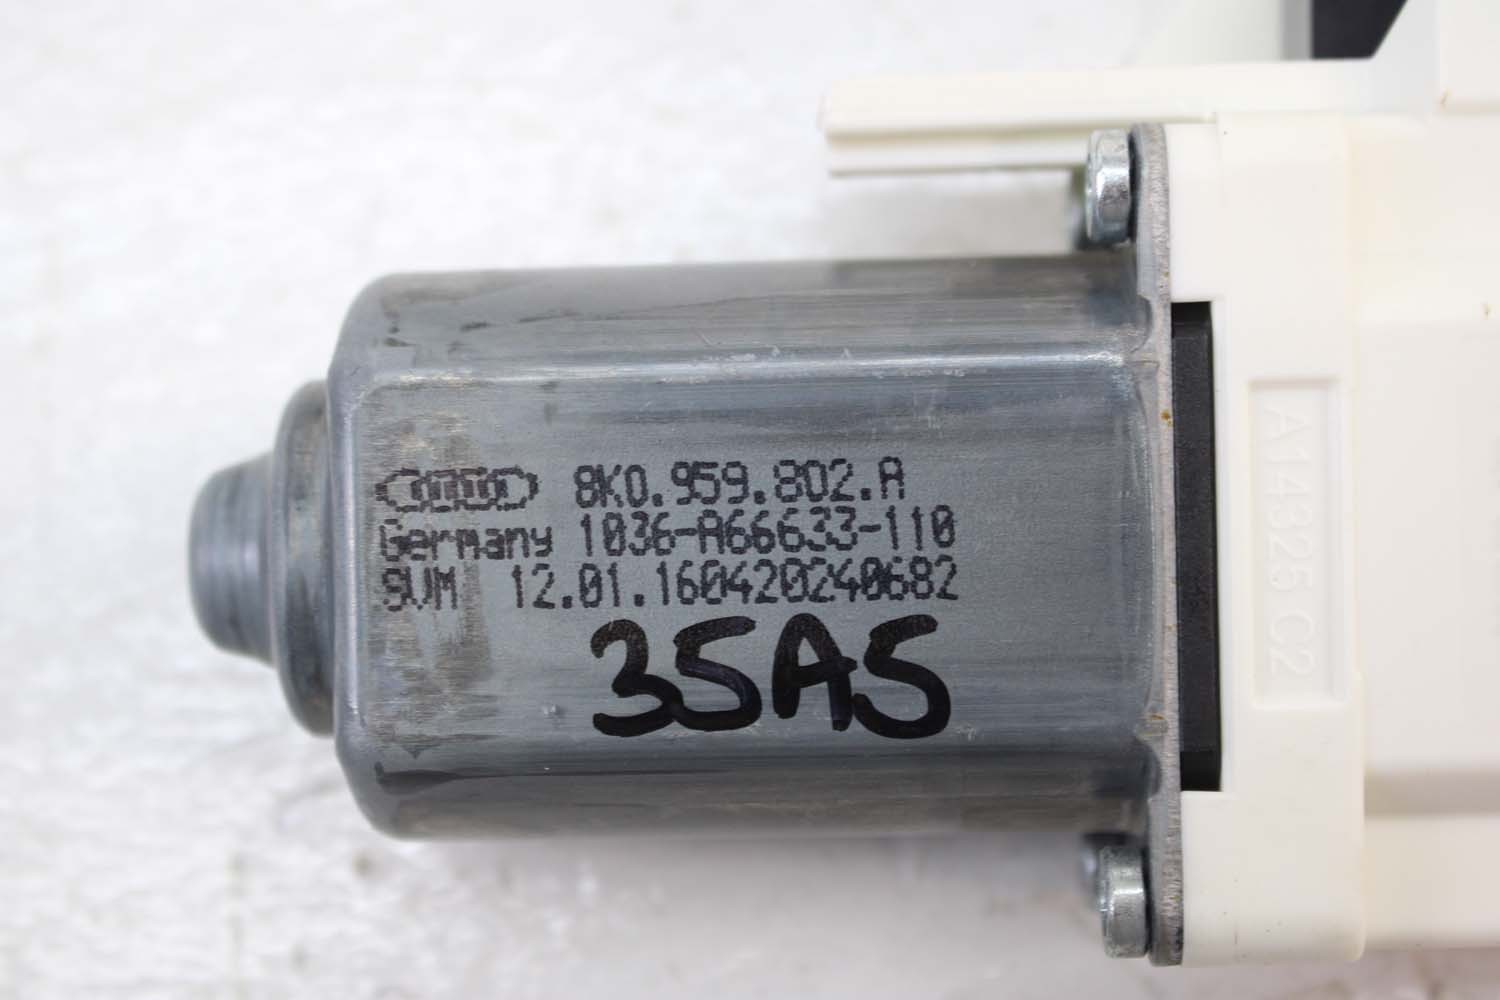 8K0.959.802.A
Germany 1036-A66633-110
SVM 12.01.160420240682
35A5
A14325 C2